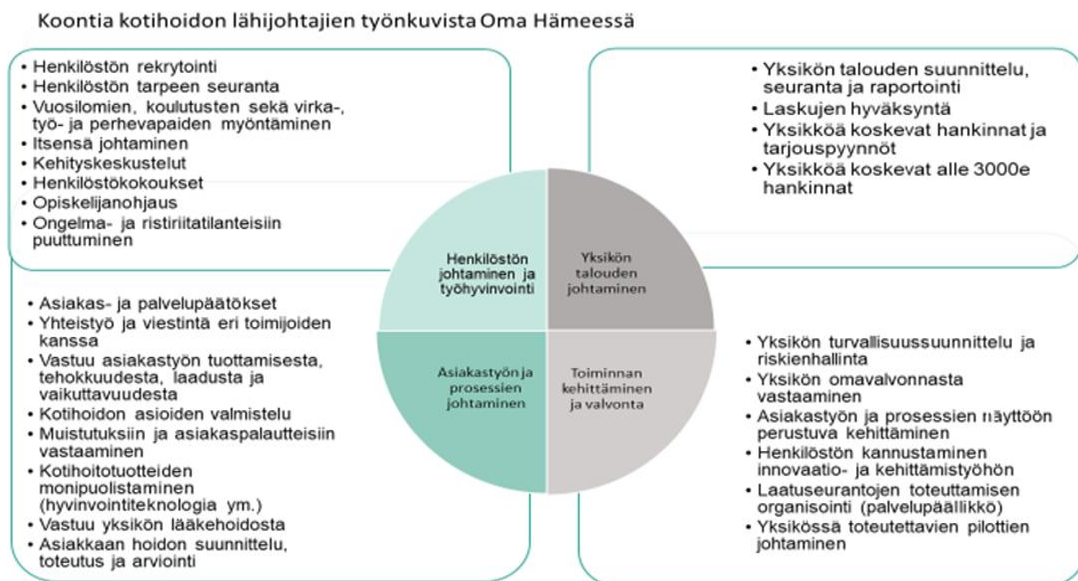 Koontia kotihoidon lähijohtajien työnkuvista Oma Hämeessä
• Henkilöstön rekrytointi
• Henkilöstön tarpeen seuranta
• Vuosilomien, koulutusten sekä virka-,
työ- ja perhevapaiden myöntäminen
• Itsensä johtaminen
• Kehityskeskustelut
• Henkilöstökokoukset
• Opiskelijanohjaus
• Ongelma- ja ristiriitatilanteisiin
puuttuminen
• Yksikön talouden suunnittelu,
seuranta ja raportointi
• Laskujen hyväksyntä
• Yksikköä koskevat hankinnat ja
tarjouspyynnöt
• Yksikköä koskevat alle 3000e
hankinnat
Henkilöstön
johtaminen ja
työhyvinvointi
Yksikön
talouden
johtaminen
Asiakastyön ja
prosessien
johtaminen
Toiminnan
kehittäminen
ja valvonta
• Asiakas- ja palvelupäätökset
• Yhteistyö ja viestintä eri toimijoiden
kanssa
• Vastuu asiakastyön tuottamisesta,
tehokkuudesta, laadusta ja
vaikuttavuudesta
• Kotihoidon asioiden valmistelu
• Muistutuksiin ja asiakaspalautteisiin
vastaaminen
• Kotihoitotuotteiden
monipuolistaminen
(hyvinvointiteknologia ym.)
• Vastuu yksikön lääkehoidosta
• Asiakkaan hoidon suunnittelu,
toteutus ja arviointi
• Yksikön turvallisuussuunnittelu ja
riskienhallinta
• Yksikön omavalvonnasta
vastaaminen
• Asiakastyön ja prosessien näyttöön
perustuva kehittäminen
• Henkilöstön kannustaminen
innovaatio- ja kehittämistyöhön
• Laatuseurantojen toteuttamisen
organisointi (palvelupäällikkö)
• Yksikössä toteutettavien pilottien
johtaminen